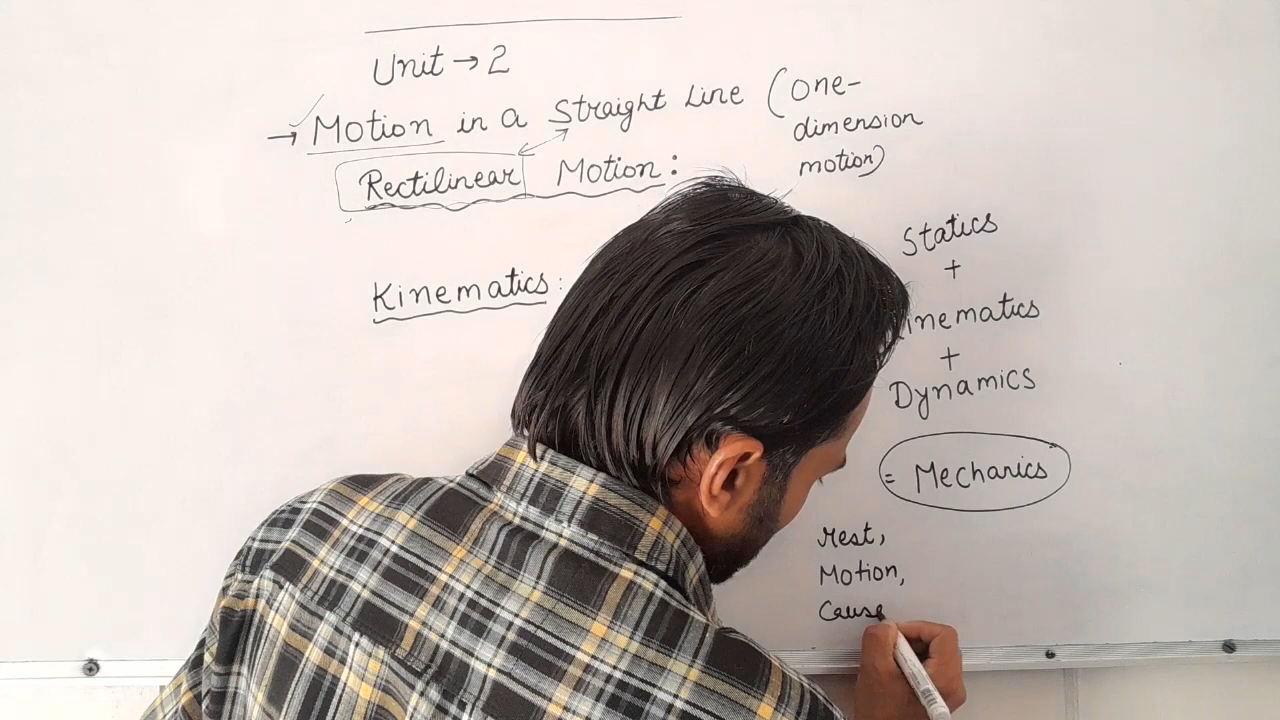 Unit → 2
→ Motion in a Straight Line (one-
dimension
motion)
Rectilinear Motion:
Kinematics:
Statics
+
inematics
+
Dynamics
= Mechanics
rest,
Motion,
Cause